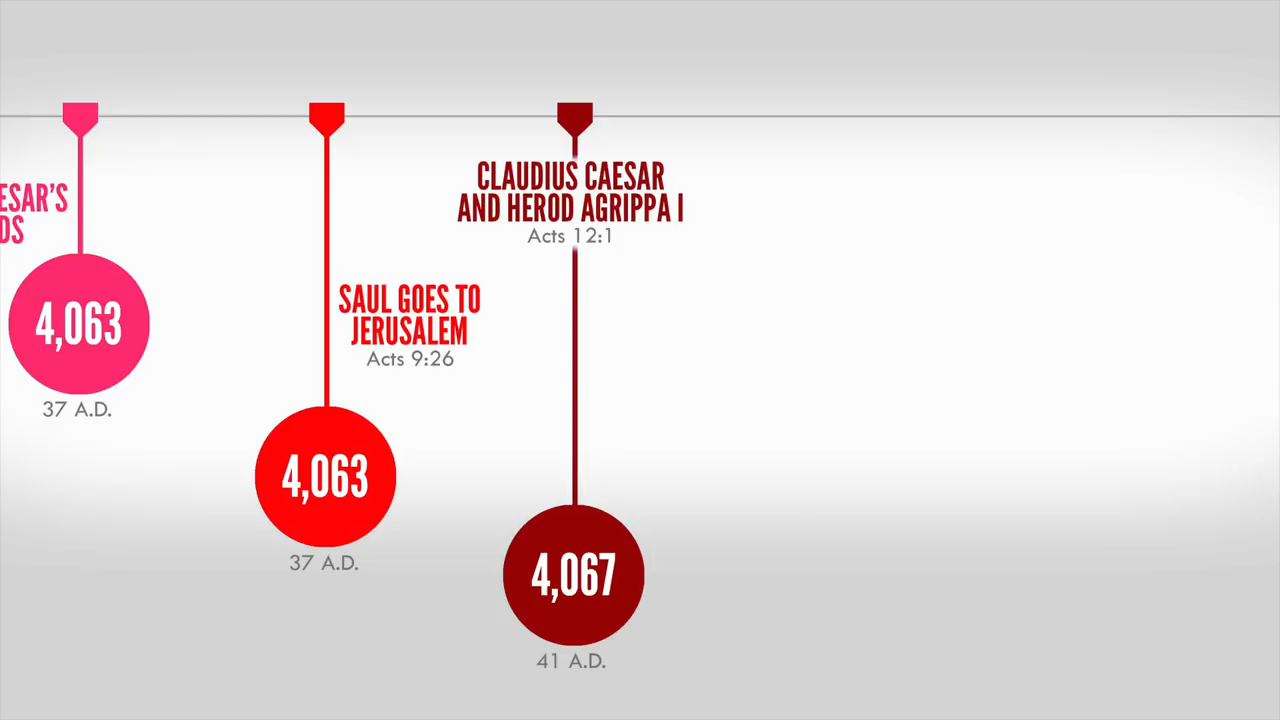 ESAR'S
DS
4,063
37 A.D.
SAUL GOES TO
JERUSALEM
Acts 9:26
4,063
37 A.D.
CLAUDIUS CAESAR
AND HEROD AGRIPPA I
Acts 12:1
4,067
41 A.D.